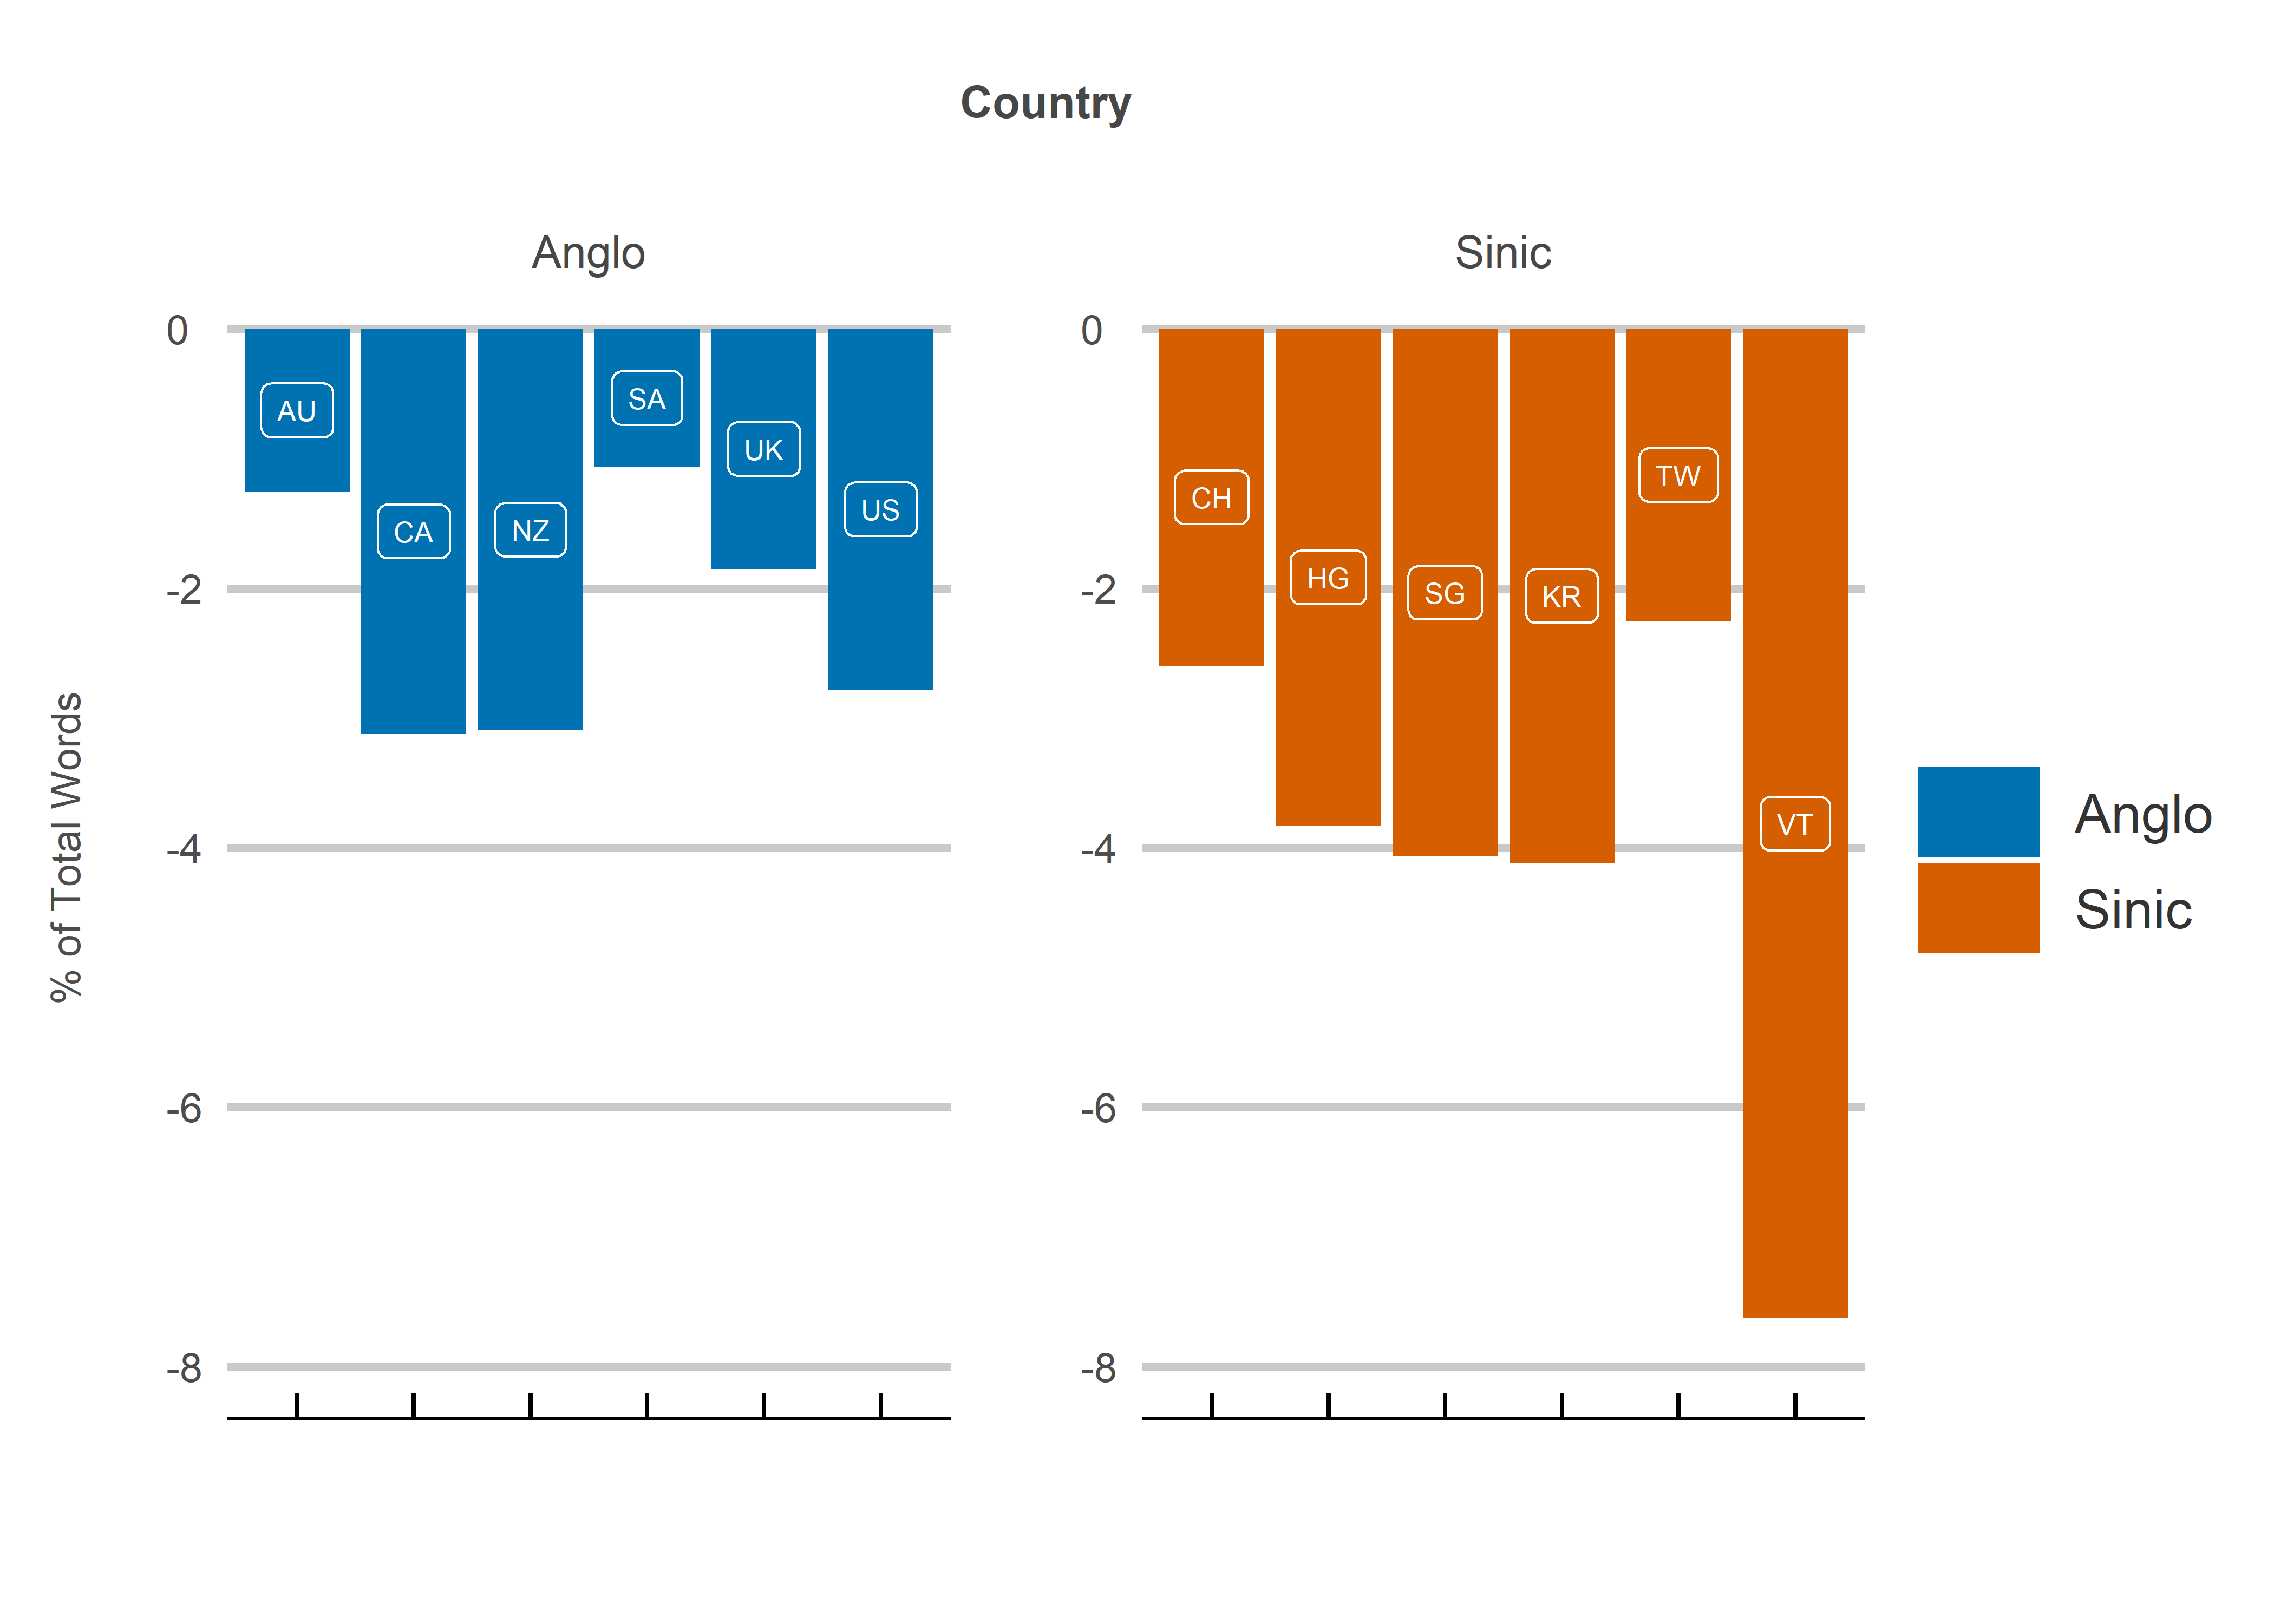 Country
Anglo
0
-2
-4
-6
-8
% of Total Words
AU
CA
NZ
SA
UK
US
Sinic
0
-2
-4
-6
-8
CH
HG
SG
KR
TW
VT
Anglo
Sinic